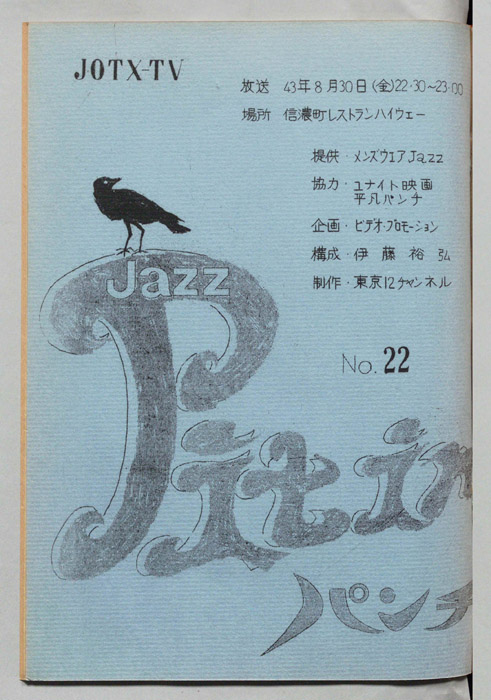 JOTX-TV
放送 43年8月30日(金)22・30~23・00
場所 信濃町レストランハイウェー
提供・メンズウエアJazz
協力・ユナイト映画
平凡パンチ
企画・ビデオ・プロモーション
構成・伊藤裕弘
制作・東京12チャンネル
Jazz
No. 22
Pitin
パンチ